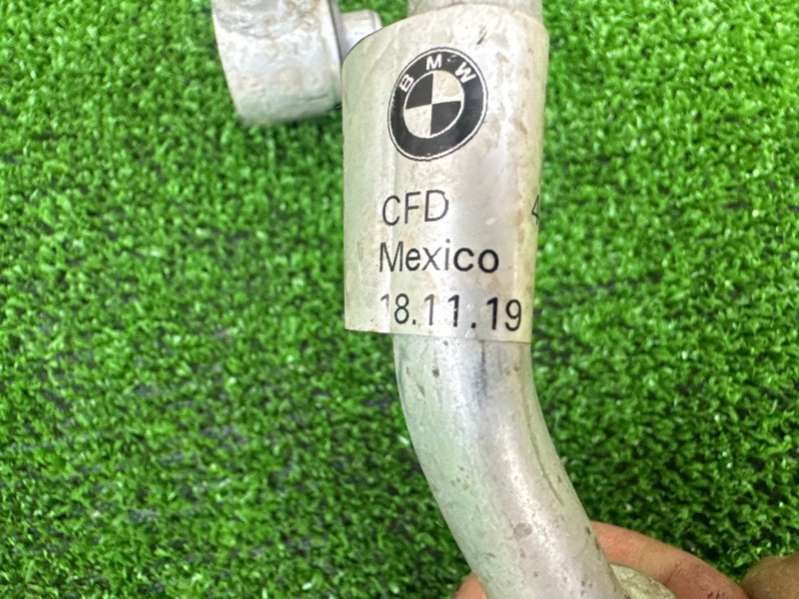 BMW
CFD
Mexico
18.11.19